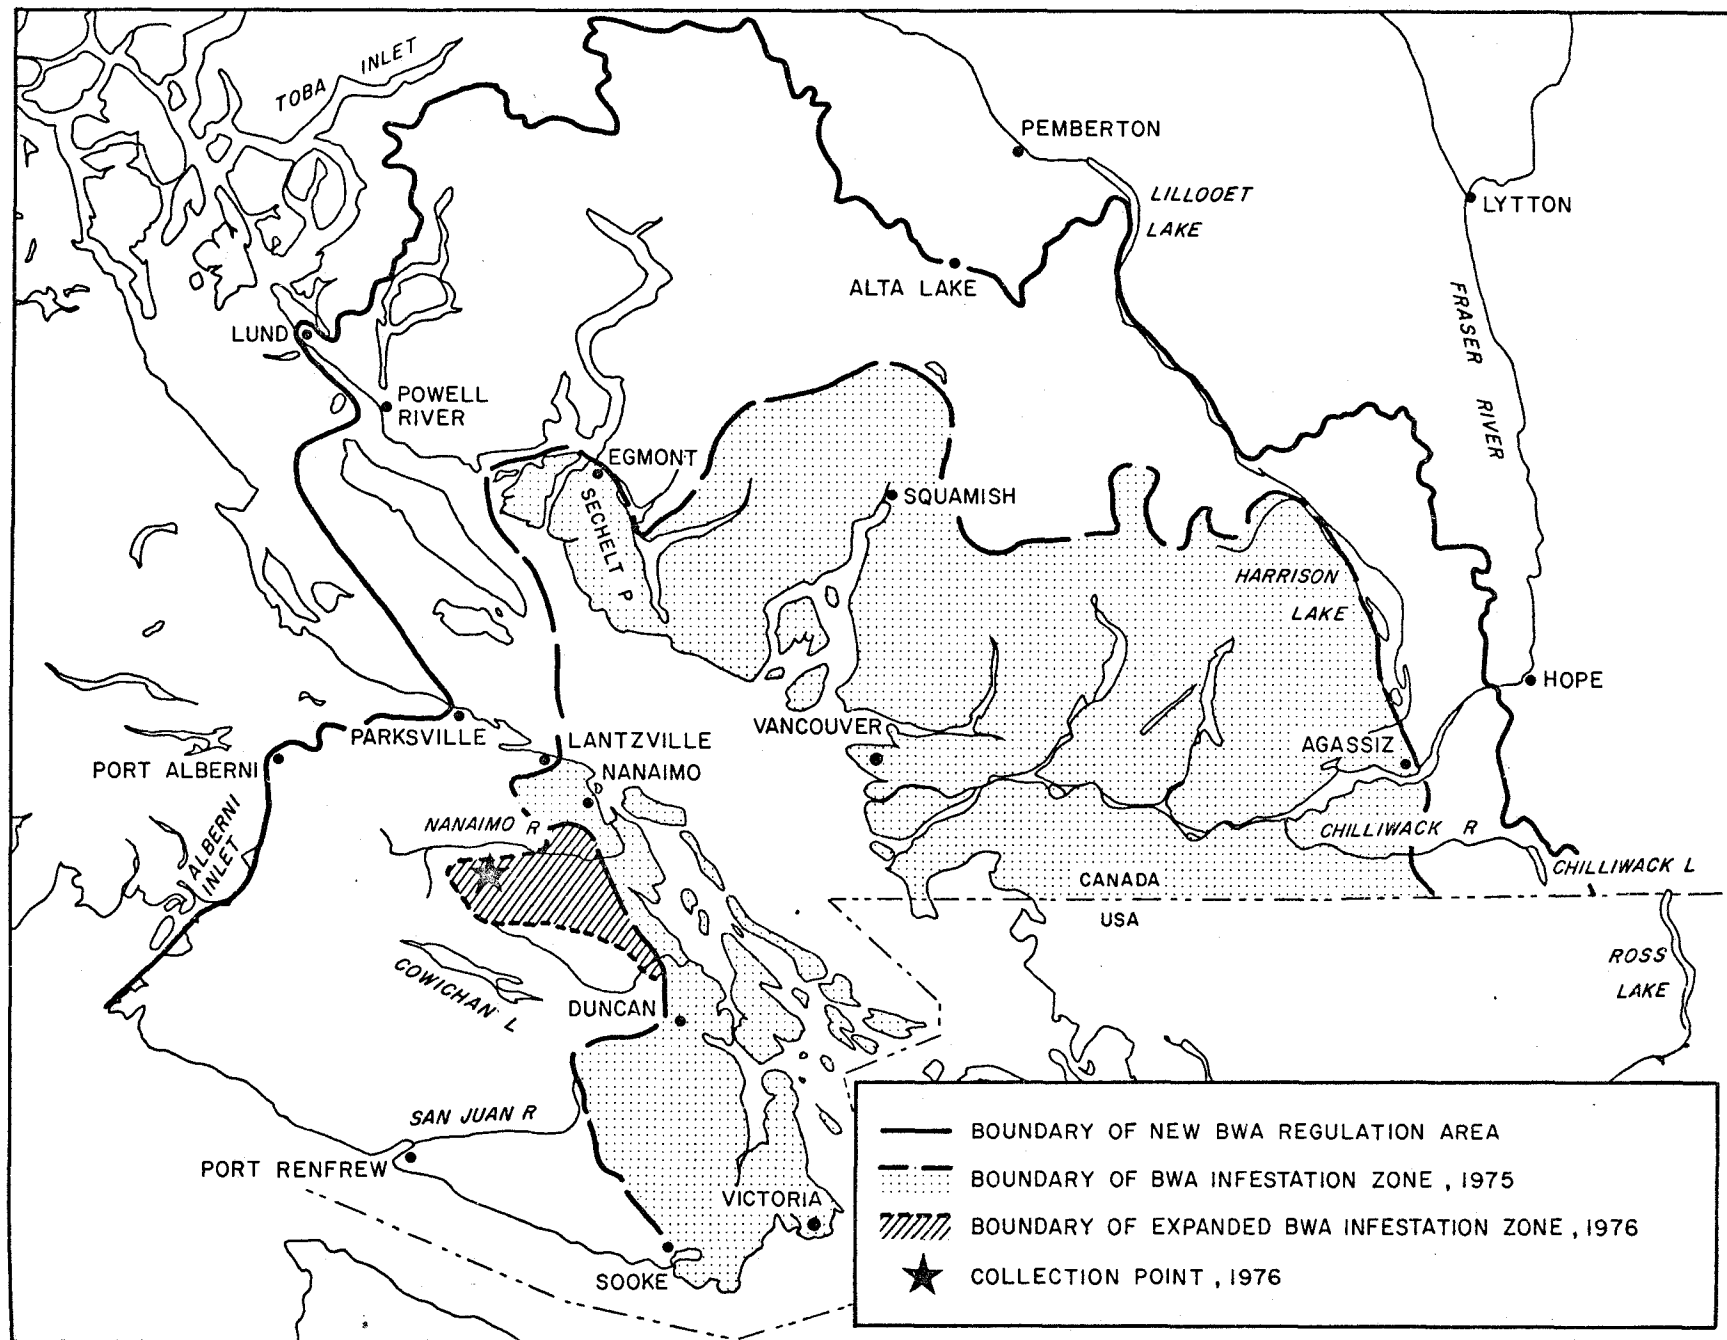 TOBA INLET
PEMBERTON
LILLOOET
LAKE
LYTTON
ALTA LAKE
FRASER RIVER
LUND
POWELL
RIVER
EGMONT
SECHELT P
SQUAMISH
HARRISON
LAKE
HOPE
VANCOUVER
AGASSIZ
PARKSVILLE
LANTZVILLE
PORT ALBERNI
NANAIMO
ALBERNI
INLET
NANAIMO R
CHILLIWACK R
CHILLIWACK L
CANADA
USA
ROSS
LAKE
COWICHAN L
DUNCAN
SAN JUAN R
PORT RENFREW
VICTORIA
SOOKE
BOUNDARY OF NEW BWA REGULATION AREA
BOUNDARY OF BWA INFESTATION ZONE, 1975
BOUNDARY OF EXPANDED BWA INFESTATION ZONE, 1976
COLLECTION POINT, 1976